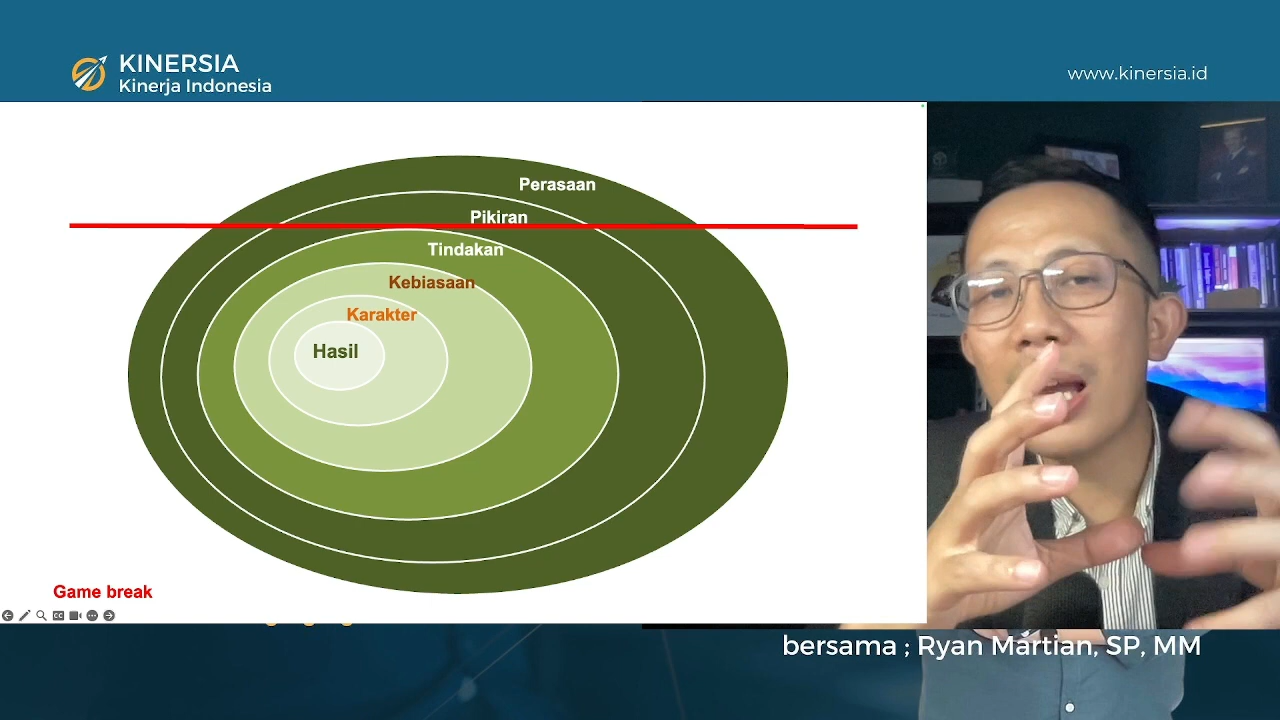 KINERSIA
Kinerja Indonesia
www.kinersia.id
Perasaan
Pikiran
Tindakan
Kebiasaan
Karakter
Hasil
Game break
bersama ; Ryan Martian, SP, MM